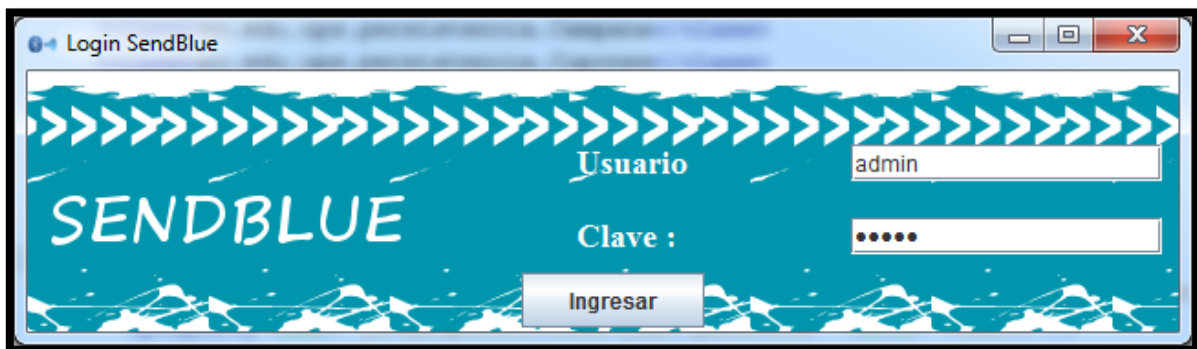 Login SendBlue
Usuario
admin
SENDBLUE
Clave :
•••••
Ingresar